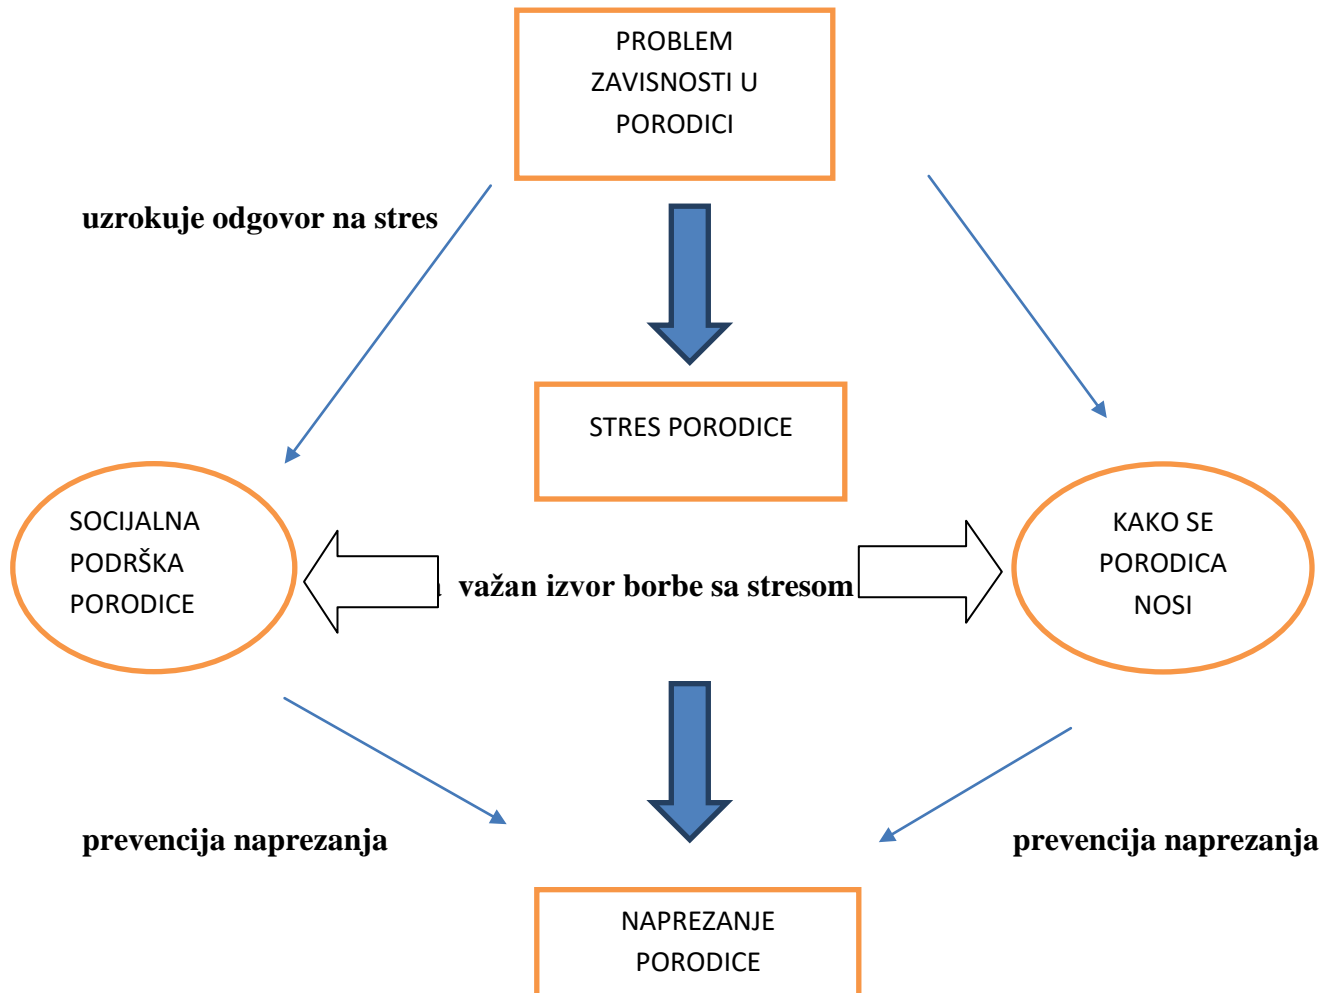 PROBLEM
ZAVISNOSTI U
PORODICI
uzrokuje odgovor na stres
STRES PORODICE
SOCIJALNA
PODRŠKA
PORODICE
važan izvor borbe sa stresom
KAKO SE
PORODICA
NOSI
prevencija naprezanja
prevencija naprezanja
NAPREZANJE
PORODICE